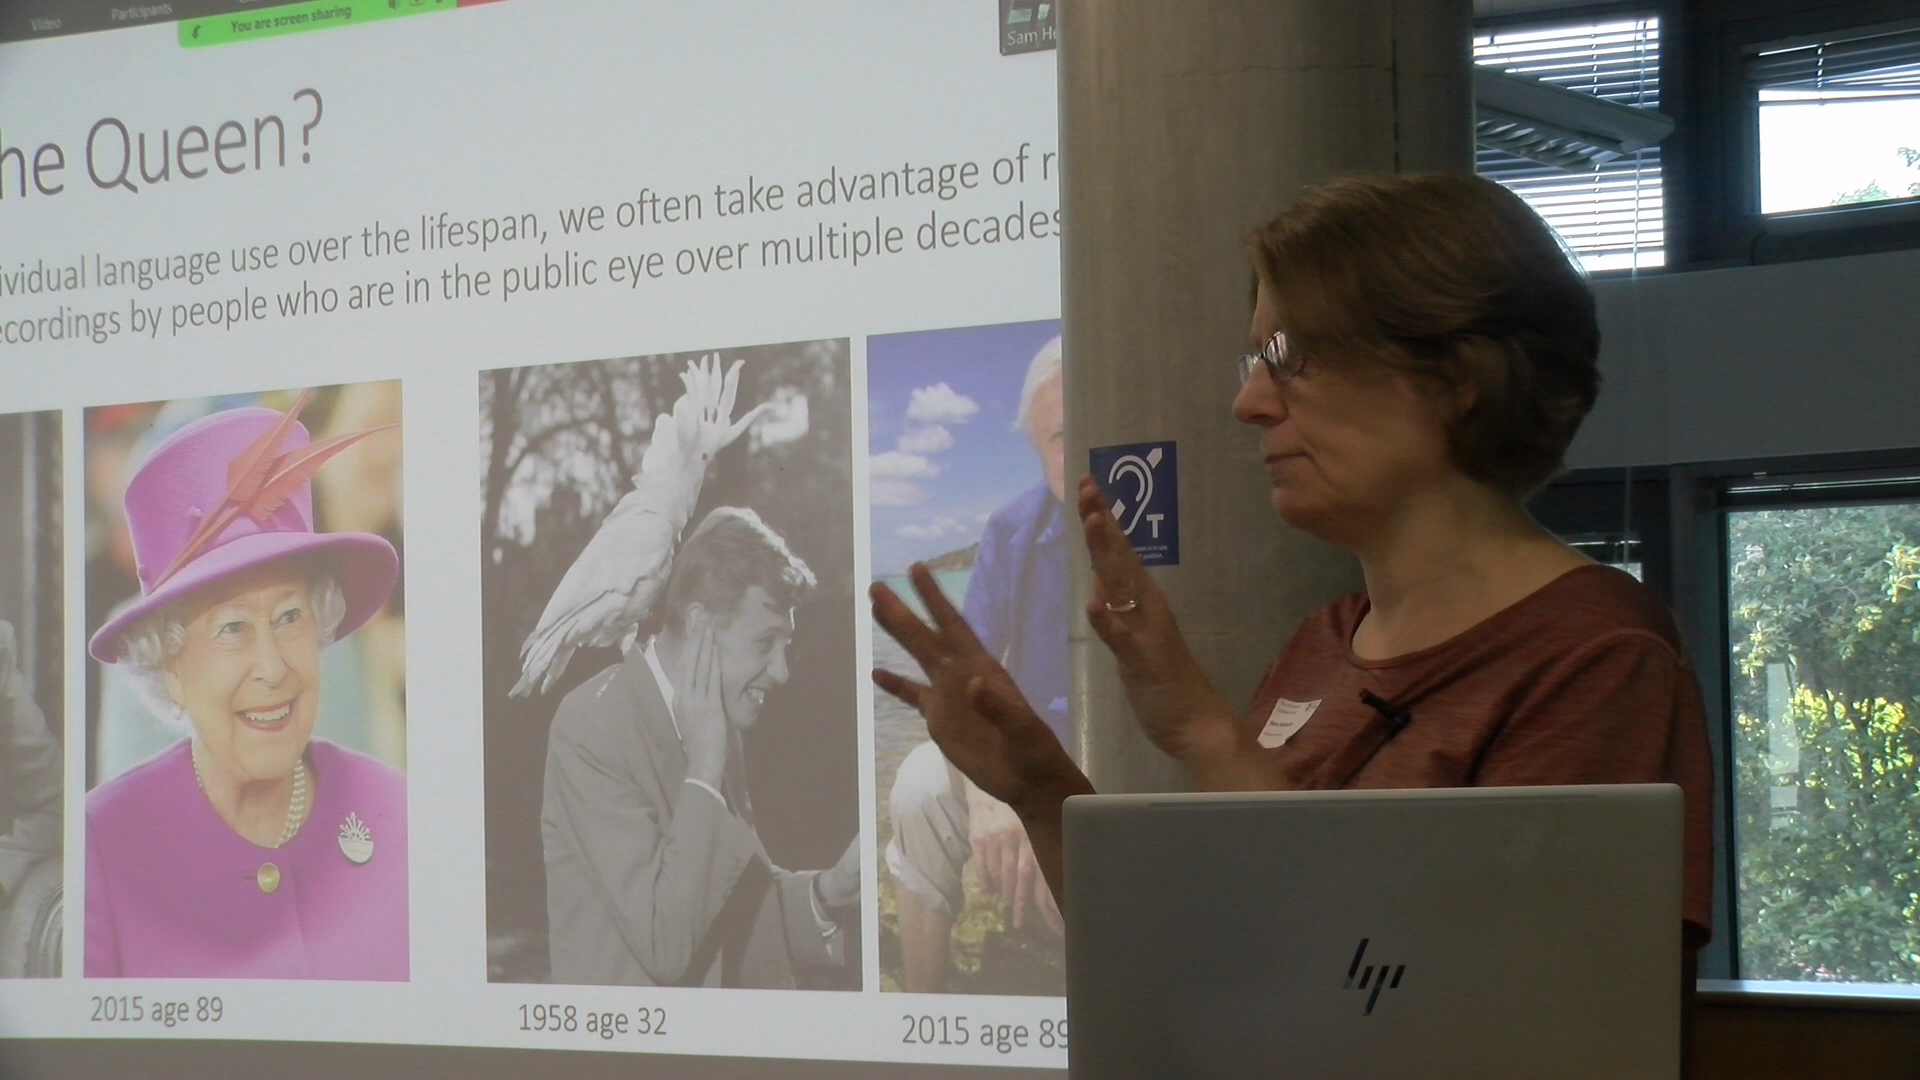 Video
Participants
You are screen sharing
Sam He
he Queen?
ividual language use over the lifespan, we often take advantage of r
ecordings by people who are in the public eye over multiple decades
T
2015 age 89
1958 age 32
2015 age 89
hp